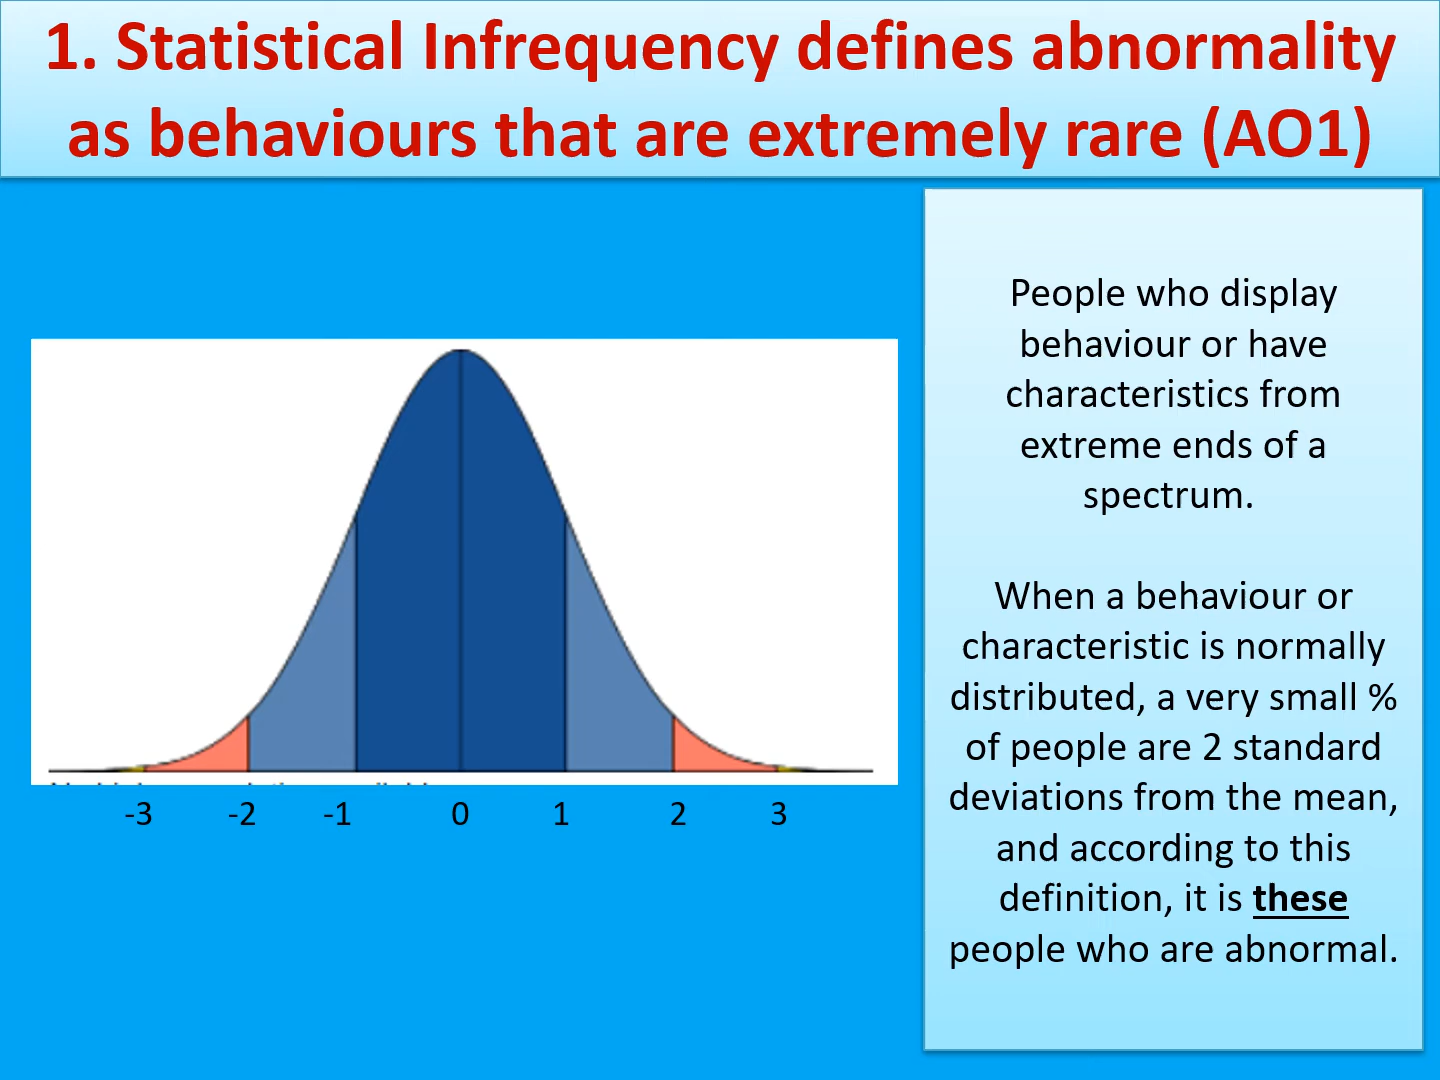 1. Statistical Infrequency defines abnormality
as behaviours that are extremely rare (AO1)
People who display
behaviour or have
characteristics from
extreme ends of a
spectrum.
When a behaviour or
characteristic is normally
distributed, a very small %
of people are 2 standard
deviations from the mean,
and according to this
definition, it is these
people who are abnormal.
-3 -2 -1 0 1 2 3